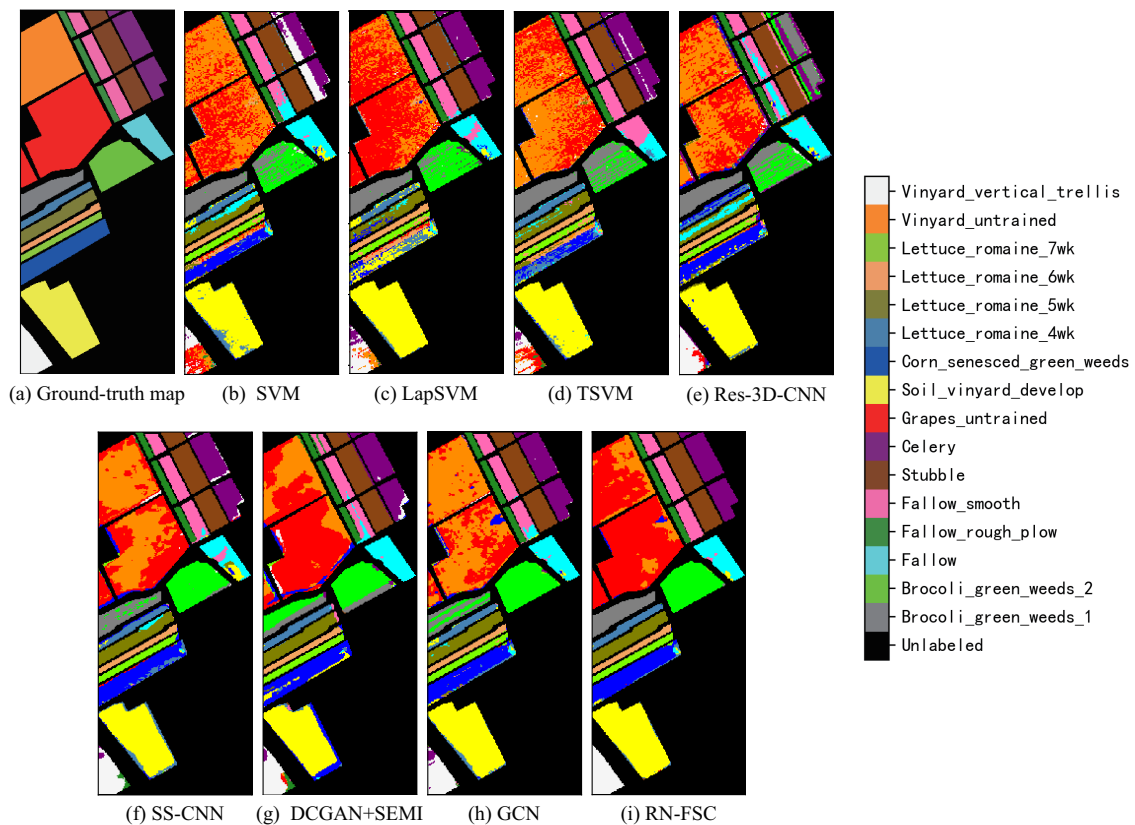 (a) Ground-truth map
(b) SVM
(c) LapSVM
(d) TSVM
(e) Res-3D-CNN
Vinyard_vertical_trellis
Vinyard_untrained
Lettuce_romaine_7wk
Lettuce_romaine_6wk
Lettuce_romaine_5wk
Lettuce_romaine_4wk
Corn_senesced_green_weeds
Soil_vinyard_develop
Grapes_untrained
Celery
Stubble
Fallow_smooth
Fallow_rough_plow
Fallow
Brocoli_green_weeds_2
Brocoli_green_weeds_1
Unlabeled
(f) SS-CNN
(g) DCGAN+SEMI
(h) GCN
(i) RN-FSC